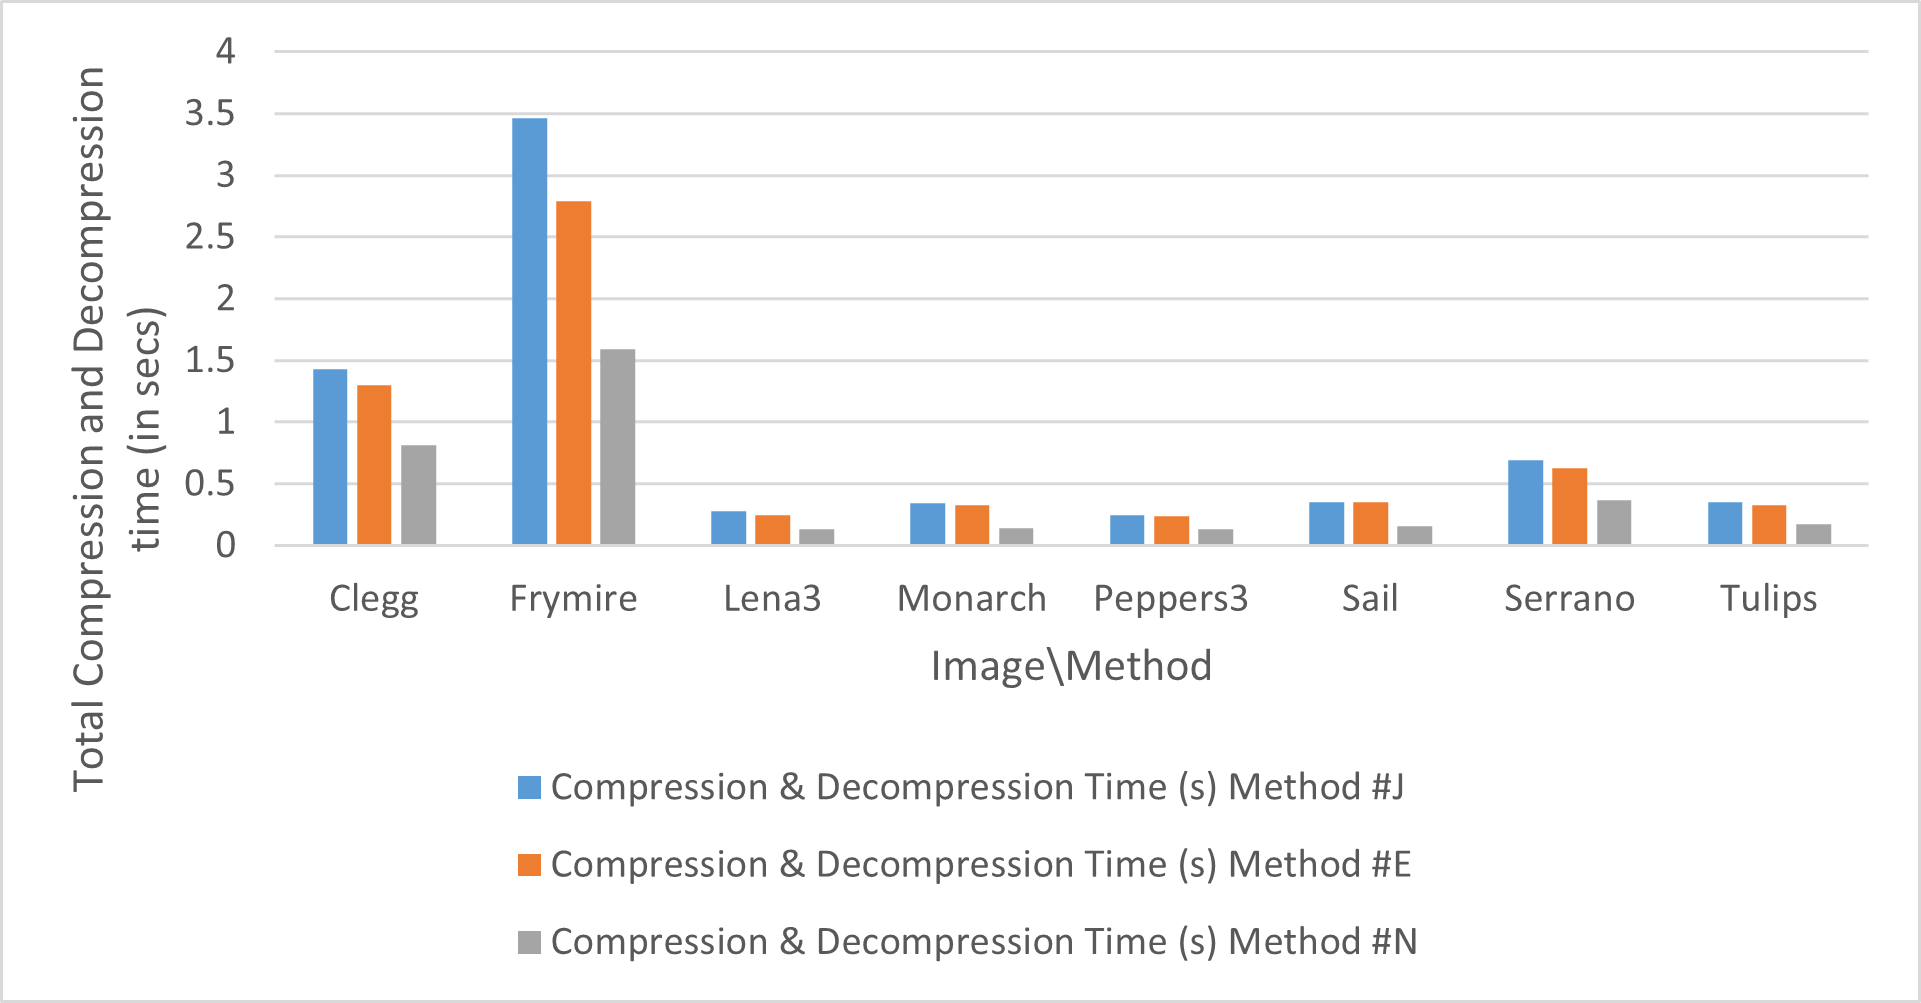 Total Compression and Decompression
time (in secs)
4
3.5
3
2.5
2
1.5
1
0.5
0
Clegg Frymire Lena3 Monarch Peppers3 Sail Serrano Tulips
Image\Method
Compression & Decompression Time (s) Method #J
Compression & Decompression Time (s) Method #E
Compression & Decompression Time (s) Method #N